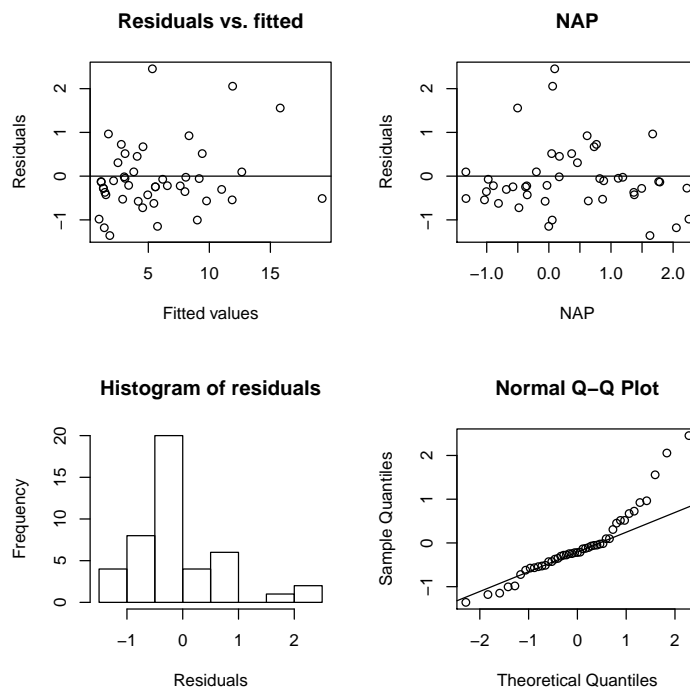 Residuals vs. fitted
Residuals
2
1
0
−1
5 10 15
Fitted values
NAP
Residuals
2
1
0
−1
−1.0 0.0 1.0 2.0
NAP
Histogram of residuals
Frequency
20
15
10
5
0
−1 0 1 2
Residuals
Normal Q−Q Plot
Sample Quantiles
2
1
0
−1
−2 −1 0 1 2
Theoretical Quantiles